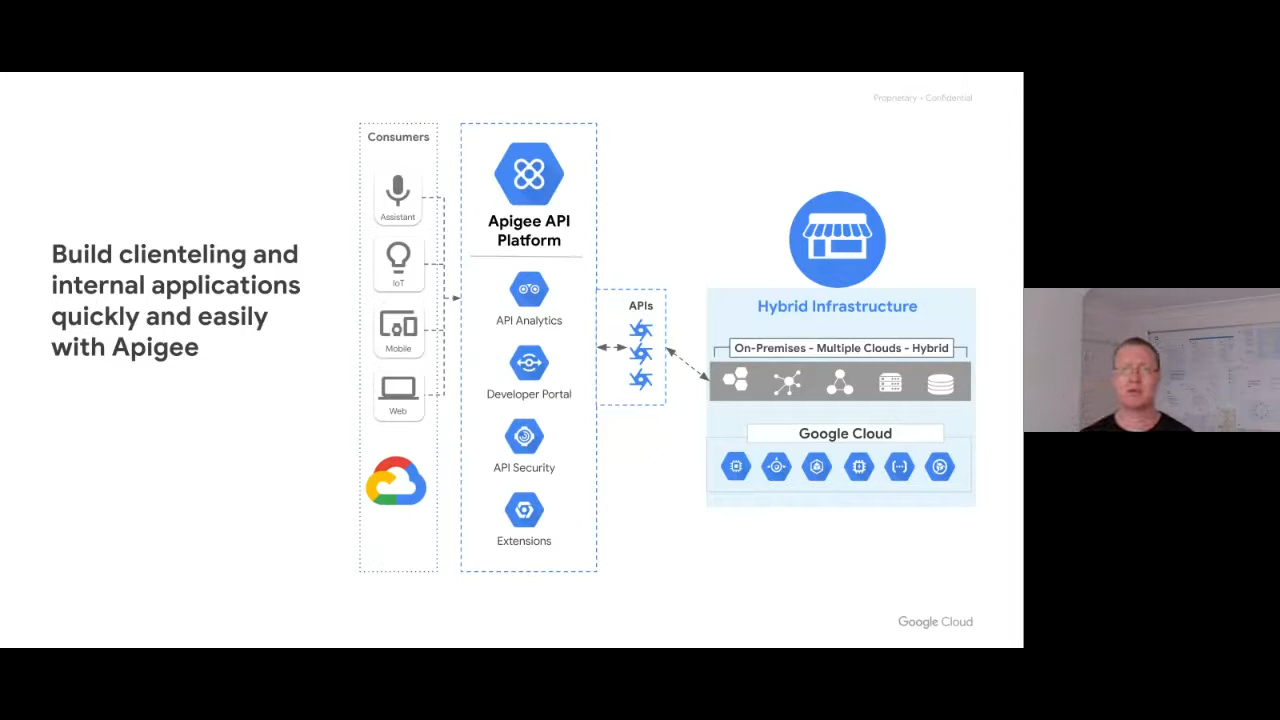 Proprietary + Confidential
Build clienteling and
internal applications
quickly and easily
with Apigee
Consumers
Assistant
IoT
Mobile
Web
Apigee API
Platform
API Analytics
Developer Portal
API Security
Extensions
APIs
Hybrid Infrastructure
On-Premises - Multiple Clouds - Hybrid
Google Cloud
Google Cloud